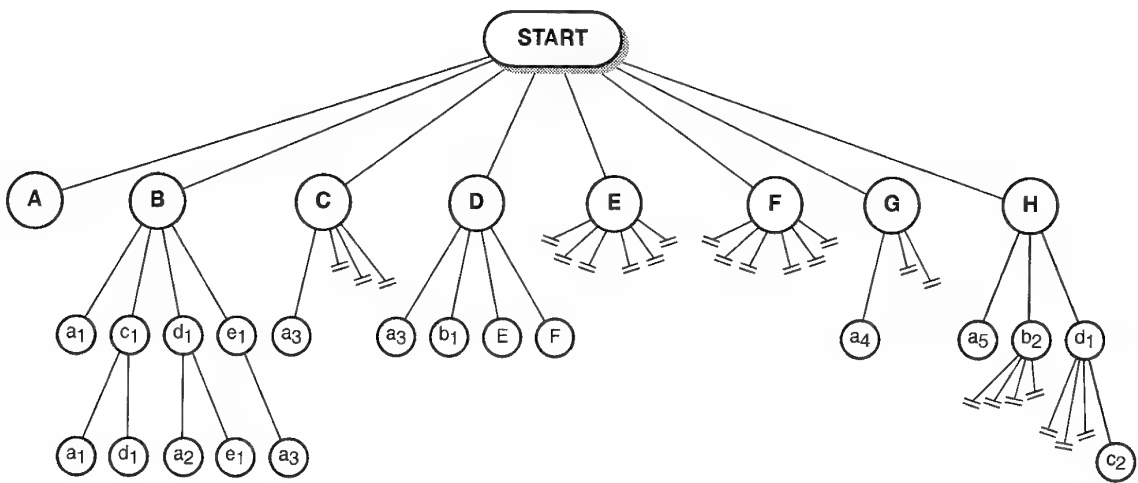 START
A B C D E F G H
a1 c1 d1 e1 a3 a3 b1 E F a4 a5 b2 d1
a1 d1 a2 e1 a3 c2